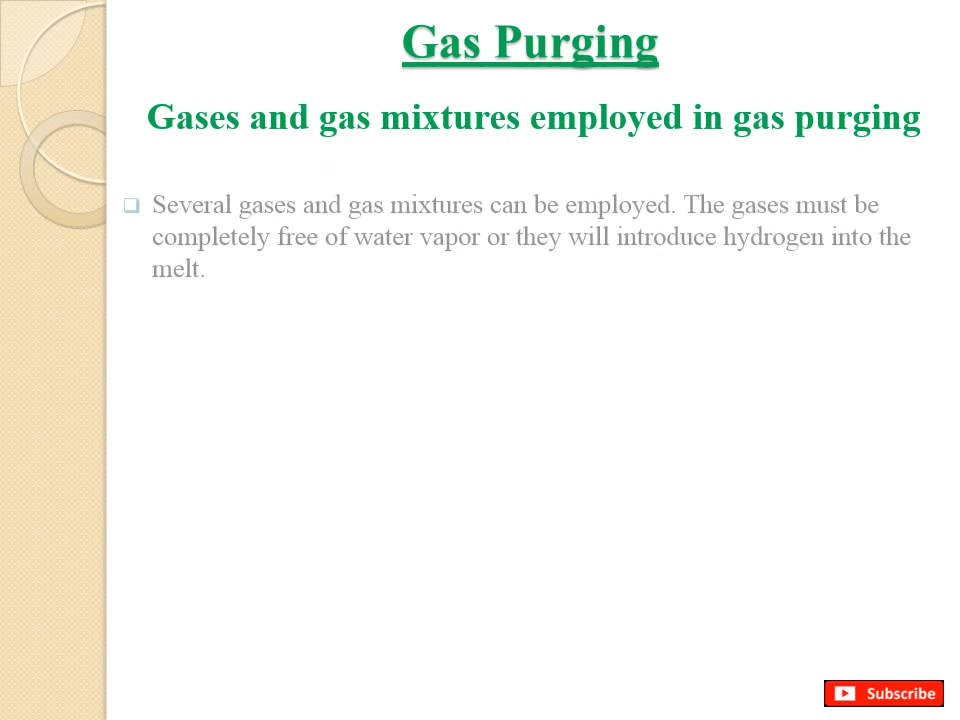 Gas Purging
Gases and gas mixtures employed in gas purging
Several gases and gas mixtures can be employed. The gases must be
completely free of water vapor or they will introduce hydrogen into the
melt.
Subscribe